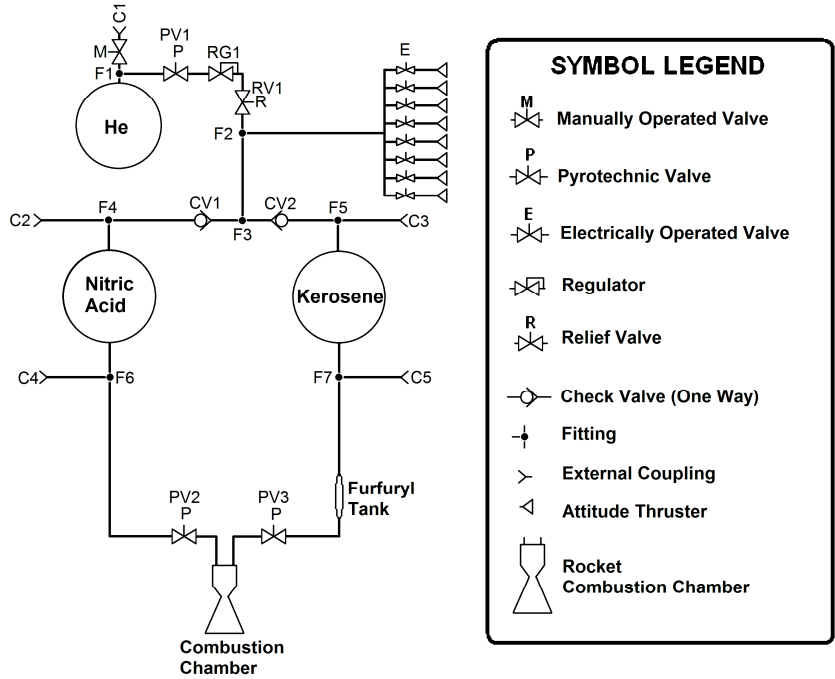 C1
PV1
P
RG1
M
F1
RV1
R
E
He
F2
CV1
CV2
F4
F5
C2
F3
C3
Nitric
Acid
Kerosene
C4
F6
F7
C5
Furfuryl
Tank
PV2
P
PV3
P
Combustion
Chamber
SYMBOL LEGEND
M
Manually Operated Valve
P
Pyrotechnic Valve
E
Electrically Operated Valve
Regulator
R
Relief Valve
Check Valve (One Way)
Fitting
External Coupling
Attitude Thruster
Rocket
Combustion Chamber